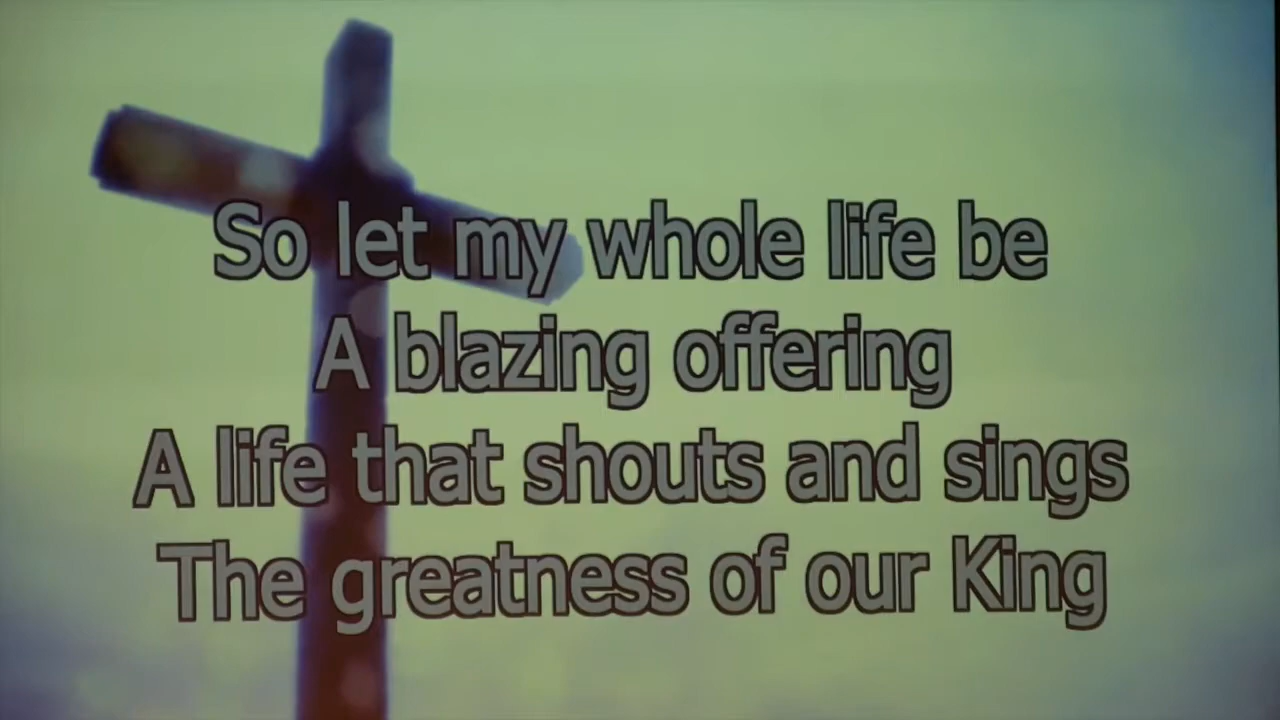 So let my whole life be
A blazing offering
A life that shouts and sings
The greatness of our King